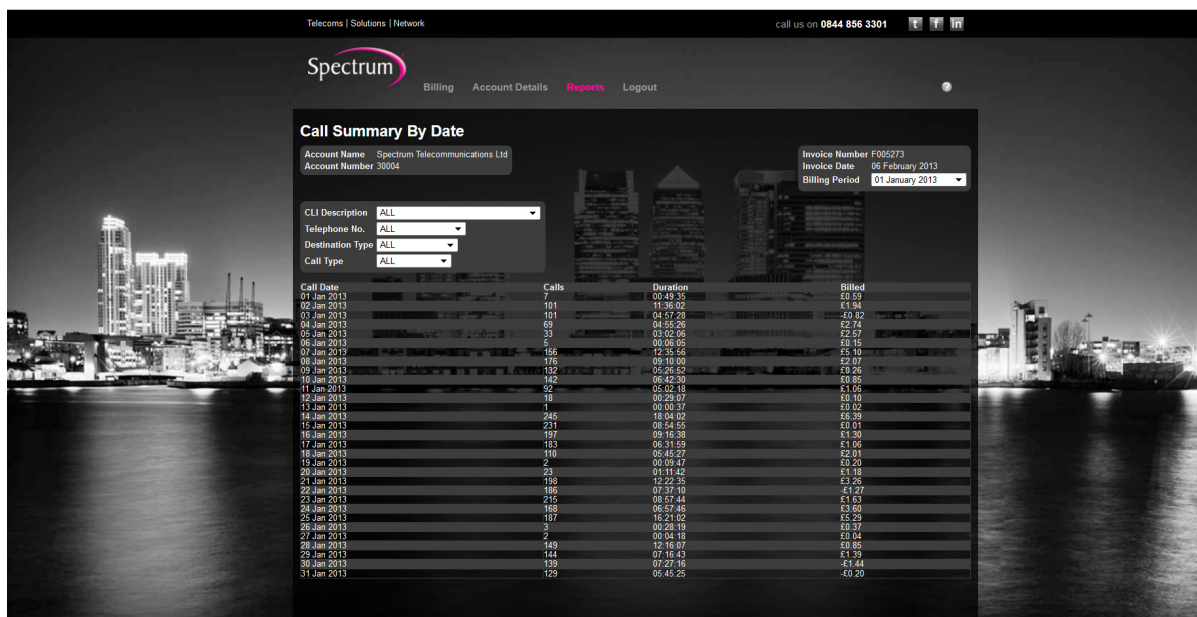 Telecoms | Solutions | Network
call us on 0844 856 3301
t f in
Spectrum
Billing Account Details Reports Logout ?
Call Summary By Date
Account Name Spectrum Telecommunications Ltd
Account Number 30004
Invoice Number F005273
Invoice Date 06 February 2013
Billing Period 01 January 2013
CLI Description ALL
Telephone No. ALL
Destination Type ALL
Call Type ALL
Call Date Calls Duration Billed
01 Jan 2013 7 00:49:35 £0.59
02 Jan 2013 101 11:36:02 £1.94
03 Jan 2013 101 04:57:28 -£0.82
04 Jan 2013 69 04:55:26 £2.74
05 Jan 2013 33 03:02:06 £2.57
06 Jan 2013 5 00:06:05 £0.15
07 Jan 2013 156 12:35:56 £5.10
08 Jan 2013 176 09:10:00 £2.07
09 Jan 2013 132 05:26:52 £0.26
10 Jan 2013 142 06:42:30 £0.85
11 Jan 2013 92 05:02:18 £1.06
12 Jan 2013 18 00:29:07 £0.10
13 Jan 2013 1 00:00:37 £0.02
14 Jan 2013 245 18:04:02 £6.39
15 Jan 2013 231 08:54:55 £0.01
16 Jan 2013 197 09:16:38 £1.30
17 Jan 2013 183 06:31:59 £1.06
18 Jan 2013 110 05:45:27 £2.01
19 Jan 2013 2 00:09:47 £0.20
20 Jan 2013 23 01:11:42 £1.18
21 Jan 2013 198 12:22:35 £3.26
22 Jan 2013 186 07:37:10 -£1.27
23 Jan 2013 215 08:57:44 £1.63
24 Jan 2013 168 06:57:46 £3.60
25 Jan 2013 187 16:21:02 £5.29
26 Jan 2013 3 00:28:19 £0.37
27 Jan 2013 2 00:04:18 £0.04
28 Jan 2013 149 12:16:07 £0.85
29 Jan 2013 144 07:16:43 £1.39
30 Jan 2013 139 07:27:16 -£1.44
31 Jan 2013 129 05:45:25 -£0.20